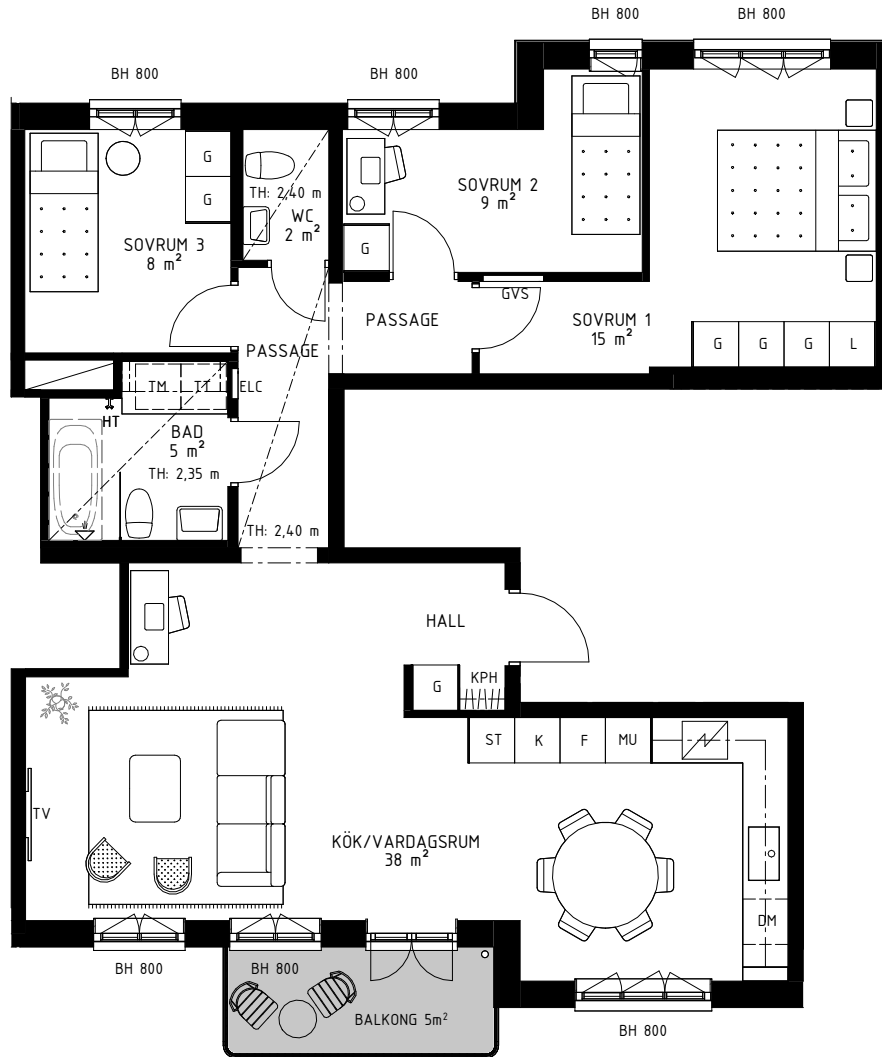 BH 800
BH 800
BH 800
BH 800
G
G
TH: 2,40 m
WC
2 m²
SOVRUM 2
9 m²
SOVRUM 3
8 m²
G
GVS
PASSAGE
SOVRUM 1
15 m²
PASSAGE
G
G
G
L
TM
TT
ELC
HT
BAD
5 m²
TH: 2,35 m
TH: 2,40 m
HALL
G
KPH
ST
K
F
MU
TV
KÖK/VARDAGSRUM
38 m²
DM
BH 800
BH 800
BALKONG 5m²
BH 800